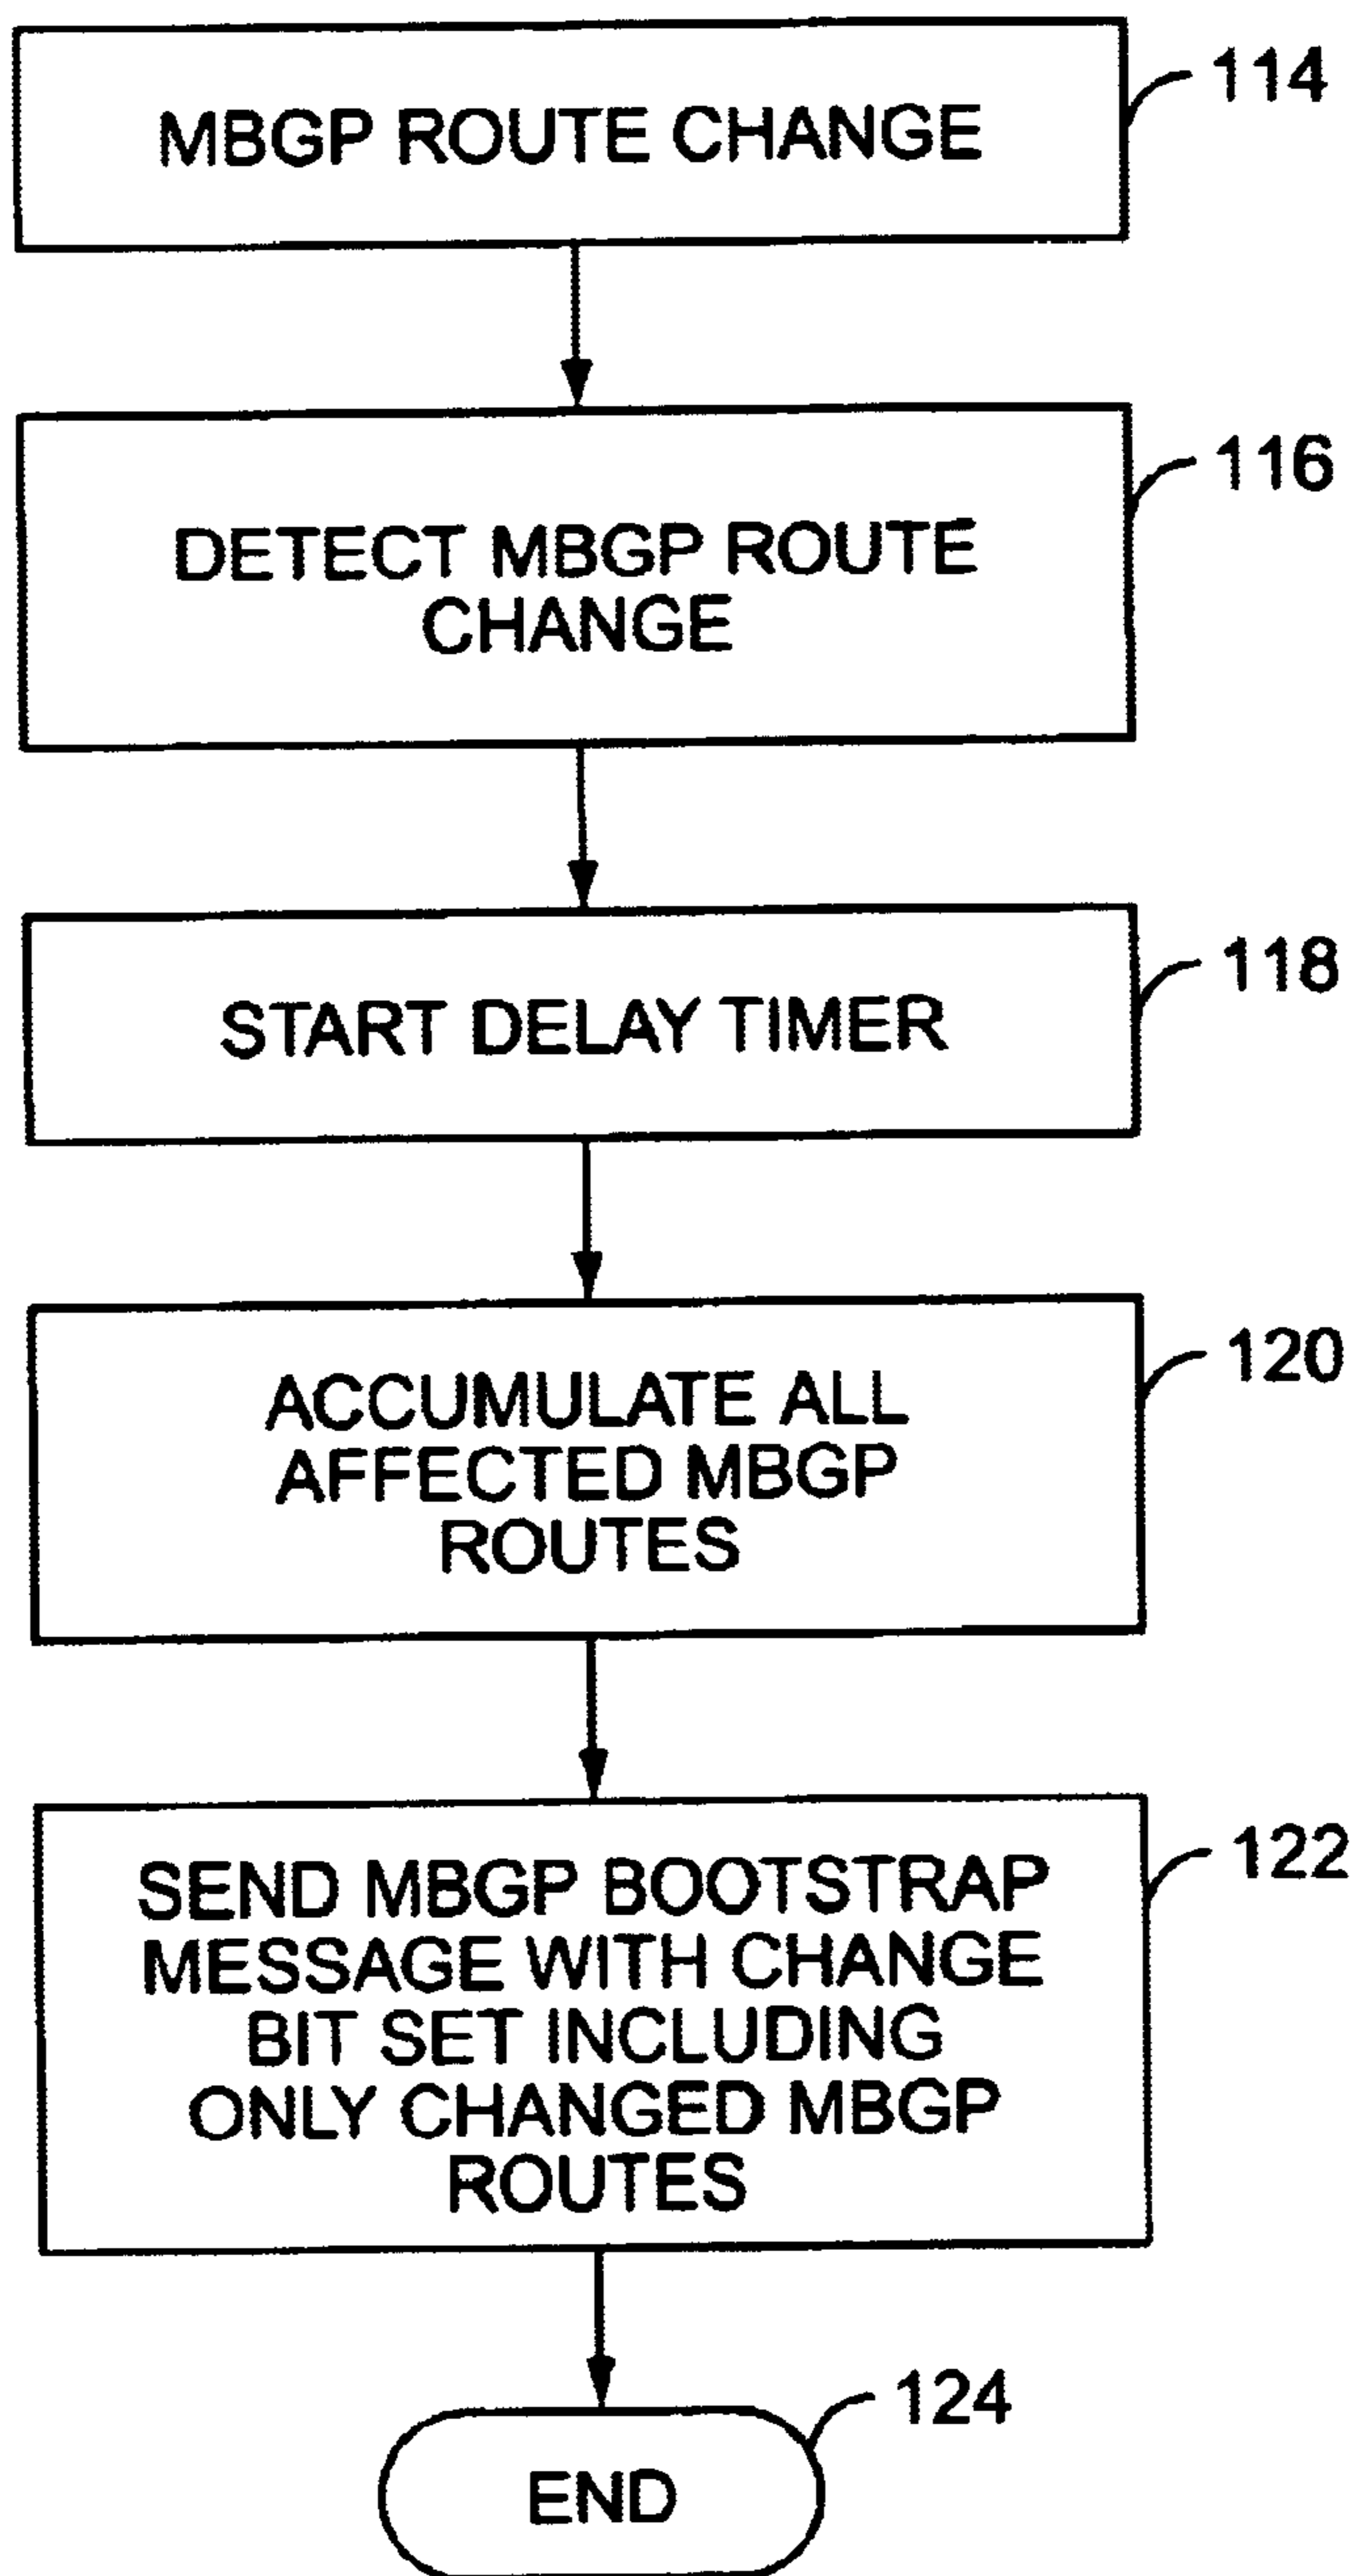 MBGP ROUTE CHANGE
114
DETECT MBGP ROUTE
CHANGE
116
START DELAY TIMER
118
ACCUMULATE ALL
AFFECTED MBGP
ROUTES
120
SEND MBGP BOOTSTRAP
MESSAGE WITH CHANGE
BIT SET INCLUDING
ONLY CHANGED MBGP
ROUTES
122
END
124